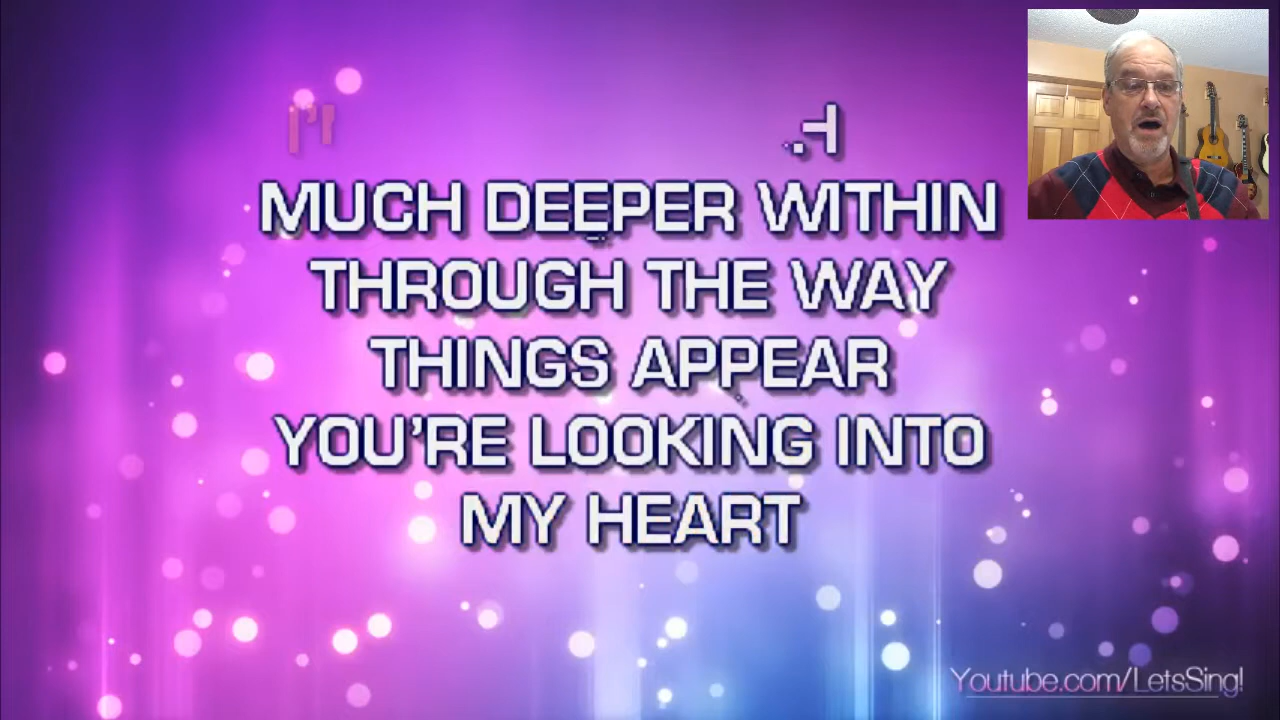 MUCH DEEPER WITHIN
THROUGH THE WAY
THINGS APPEAR
YOU’RE LOOKING INTO
MY HEART
Youtube.com/LetsSing!